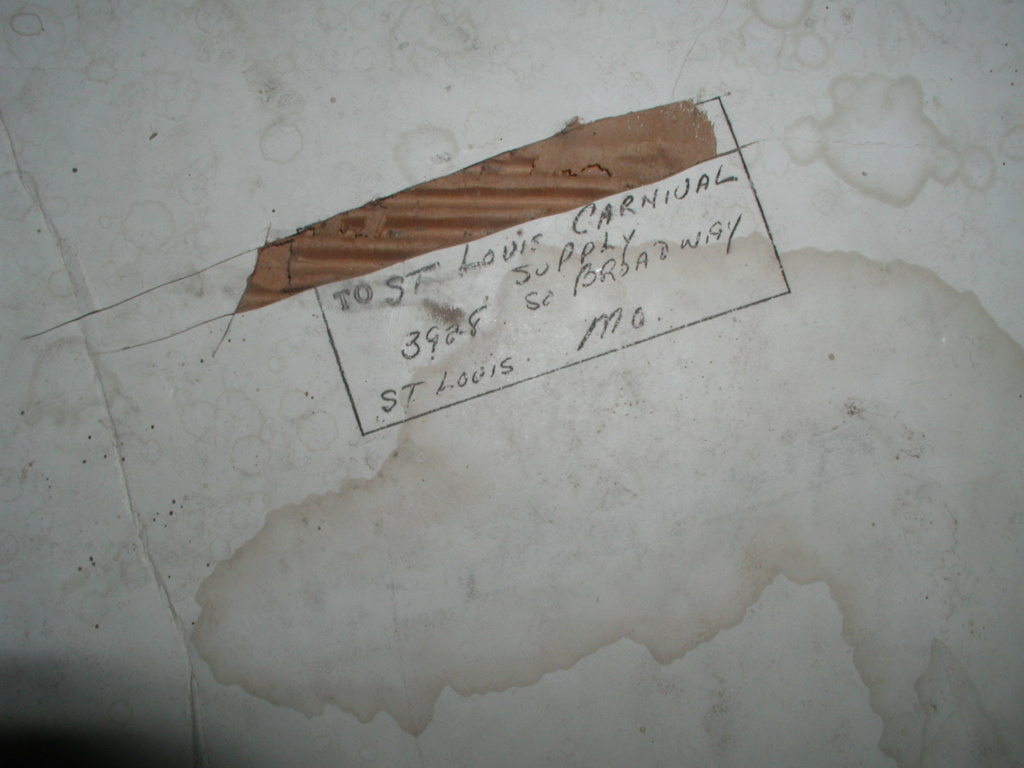 TO ST LOUIS CARNIVAL
SUPPLY
3928 SO BROADWAY
ST LOUIS MO.